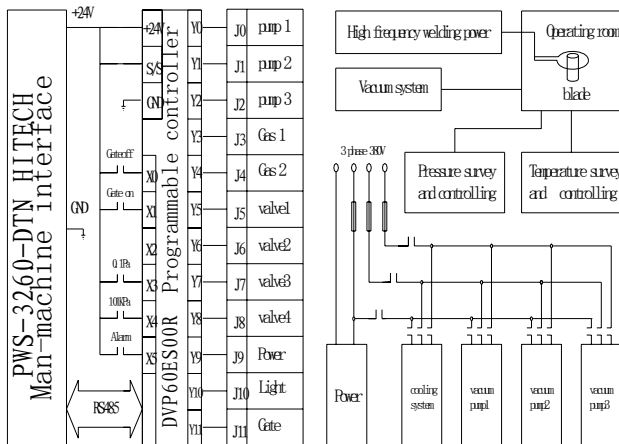 +24V
PWS-3260-DTN HITECH
Man-machine interface
GND
RS485
Gate off
Gate on
0.1Pa
101KPa
Alarm
+24V
S/S
GND
X0
X1
X2
X3
X4
X5
DVP60ES00R Programmable controller
Y0 J0 pump 1
Y1 J1 pump 2
Y2 J2 pump 3
Y3 J3 Gas 1
Y4 J4 Gas 2
Y5 J5 valve1
Y6 J6 valve2
Y7 J7 valve3
Y8 J8 valve4
Y9 J9 Power
Y10 J10 Light
Y11 J11 Gate
High frequency welding power
Operating room
blade
Vacuum system
Pressure survey
and controlling
Temperature survey
and controlling
3 phase 380V
Power
cooling
system
vacuum
pump1
vacuum
pump2
vacuum
pump3